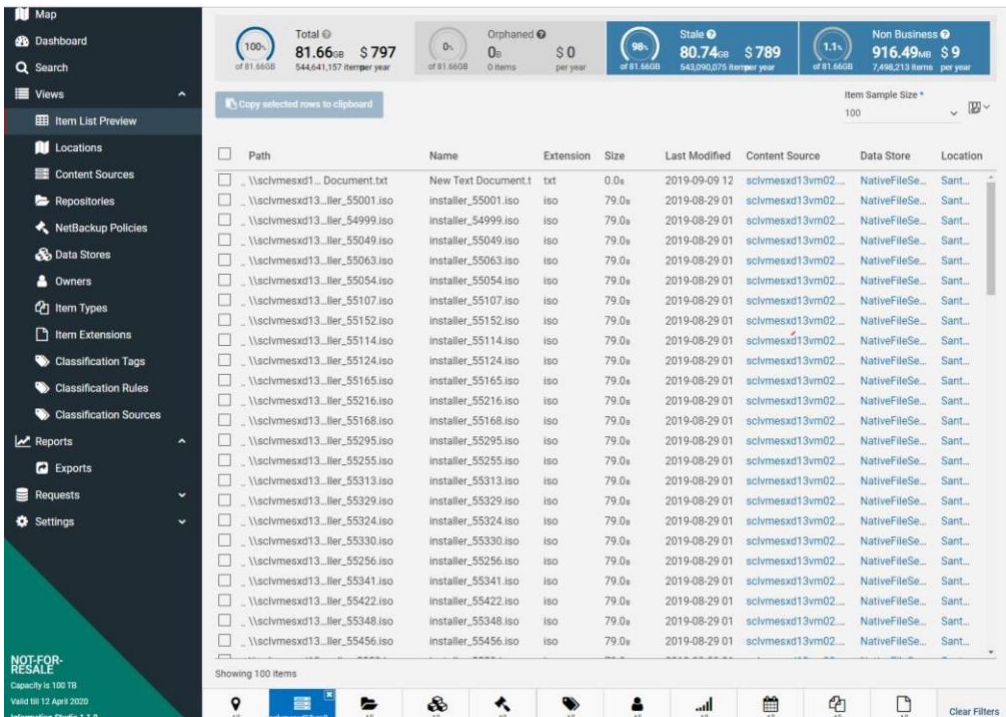 Map
Dashboard
Search
Views
Item List Preview
Locations
Content Sources
Repositories
NetBackup Policies
Data Stores
Owners
Item Types
Item Extensions
Classification Tags
Classification Rules
Classification Sources
Reports
Exports
Requests
Settings
NOT-FOR-
RESALE
Capacity is 100 TB
Valid till 12 April 2020
Information Studio 1.1.0
100% of 81.66GB Total 81.66GB $797 544,641,157 items per year
0% of 81.66GB Orphaned 0B $0 0 items per year
98% of 81.66GB Stale 80.74GB $789 543,090,075 items per year
1.1% of 81.66GB Non Business 916.49MB $9 7,498,213 items per year
Copy selected rows to clipboard
Item Sample Size *
100
Path Name Extension Size Last Modified Content Source Data Store Location
_ \\sclvmesxd1... Document.txt New Text Document.t txt 0.0B 2019-09-09 12 sclvmesxd13vm02.... NativeFileSe... Sant...
_ \\sclvmesxd13...ller_55001.iso installer_55001.iso iso 79.0B 2019-08-29 01 sclvmesxd13vm02.... NativeFileSe... Sant...
_ \\sclvmesxd13...ller_54999.iso installer_54999.iso iso 79.0B 2019-08-29 01 sclvmesxd13vm02.... NativeFileSe... Sant...
_ \\sclvmesxd13...ller_55049.iso installer_55049.iso iso 79.0B 2019-08-29 01 sclvmesxd13vm02.... NativeFileSe... Sant...
_ \\sclvmesxd13...ller_55063.iso installer_55063.iso iso 79.0B 2019-08-29 01 sclvmesxd13vm02.... NativeFileSe... Sant...
_ \\sclvmesxd13...ller_55054.iso installer_55054.iso iso 79.0B 2019-08-29 01 sclvmesxd13vm02.... NativeFileSe... Sant...
_ \\sclvmesxd13...ller_55107.iso installer_55107.iso iso 79.0B 2019-08-29 01 sclvmesxd13vm02.... NativeFileSe... Sant...
_ \\sclvmesxd13...ller_55152.iso installer_55152.iso iso 79.0B 2019-08-29 01 sclvmesxd13vm02.... NativeFileSe... Sant...
_ \\sclvmesxd13...ller_55114.iso installer_55114.iso iso 79.0B 2019-08-29 01 sclvmesxd13vm02.... NativeFileSe... Sant...
_ \\sclvmesxd13...ller_55124.iso installer_55124.iso iso 79.0B 2019-08-29 01 sclvmesxd13vm02.... NativeFileSe... Sant...
_ \\sclvmesxd13...ller_55165.iso installer_55165.iso iso 79.0B 2019-08-29 01 sclvmesxd13vm02.... NativeFileSe... Sant...
_ \\sclvmesxd13...ller_55216.iso installer_55216.iso iso 79.0B 2019-08-29 01 sclvmesxd13vm02.... NativeFileSe... Sant...
_ \\sclvmesxd13...ller_55168.iso installer_55168.iso iso 79.0B 2019-08-29 01 sclvmesxd13vm02.... NativeFileSe... Sant...
_ \\sclvmesxd13...ller_55295.iso installer_55295.iso iso 79.0B 2019-08-29 01 sclvmesxd13vm02.... NativeFileSe... Sant...
_ \\sclvmesxd13...ller_55255.iso installer_55255.iso iso 79.0B 2019-08-29 01 sclvmesxd13vm02.... NativeFileSe... Sant...
_ \\sclvmesxd13...ller_55313.iso installer_55313.iso iso 79.0B 2019-08-29 01 sclvmesxd13vm02.... NativeFileSe... Sant...
_ \\sclvmesxd13...ller_55329.iso installer_55329.iso iso 79.0B 2019-08-29 01 sclvmesxd13vm02.... NativeFileSe... Sant...
_ \\sclvmesxd13...ller_55324.iso installer_55324.iso iso 79.0B 2019-08-29 01 sclvmesxd13vm02.... NativeFileSe... Sant...
_ \\sclvmesxd13...ller_55330.iso installer_55330.iso iso 79.0B 2019-08-29 01 sclvmesxd13vm02.... NativeFileSe... Sant...
_ \\sclvmesxd13...ller_55256.iso installer_55256.iso iso 79.0B 2019-08-29 01 sclvmesxd13vm02.... NativeFileSe... Sant...
_ \\sclvmesxd13...ller_55341.iso installer_55341.iso iso 79.0B 2019-08-29 01 sclvmesxd13vm02.... NativeFileSe... Sant...
_ \\sclvmesxd13...ller_55422.iso installer_55422.iso iso 79.0B 2019-08-29 01 sclvmesxd13vm02.... NativeFileSe... Sant...
_ \\sclvmesxd13...ller_55348.iso installer_55348.iso iso 79.0B 2019-08-29 01 sclvmesxd13vm02.... NativeFileSe... Sant...
_ \\sclvmesxd13...ller_55456.iso installer_55456.iso iso 79.0B 2019-08-29 01 sclvmesxd13vm02.... NativeFileSe... Sant...
Showing 100 items
Clear Filters